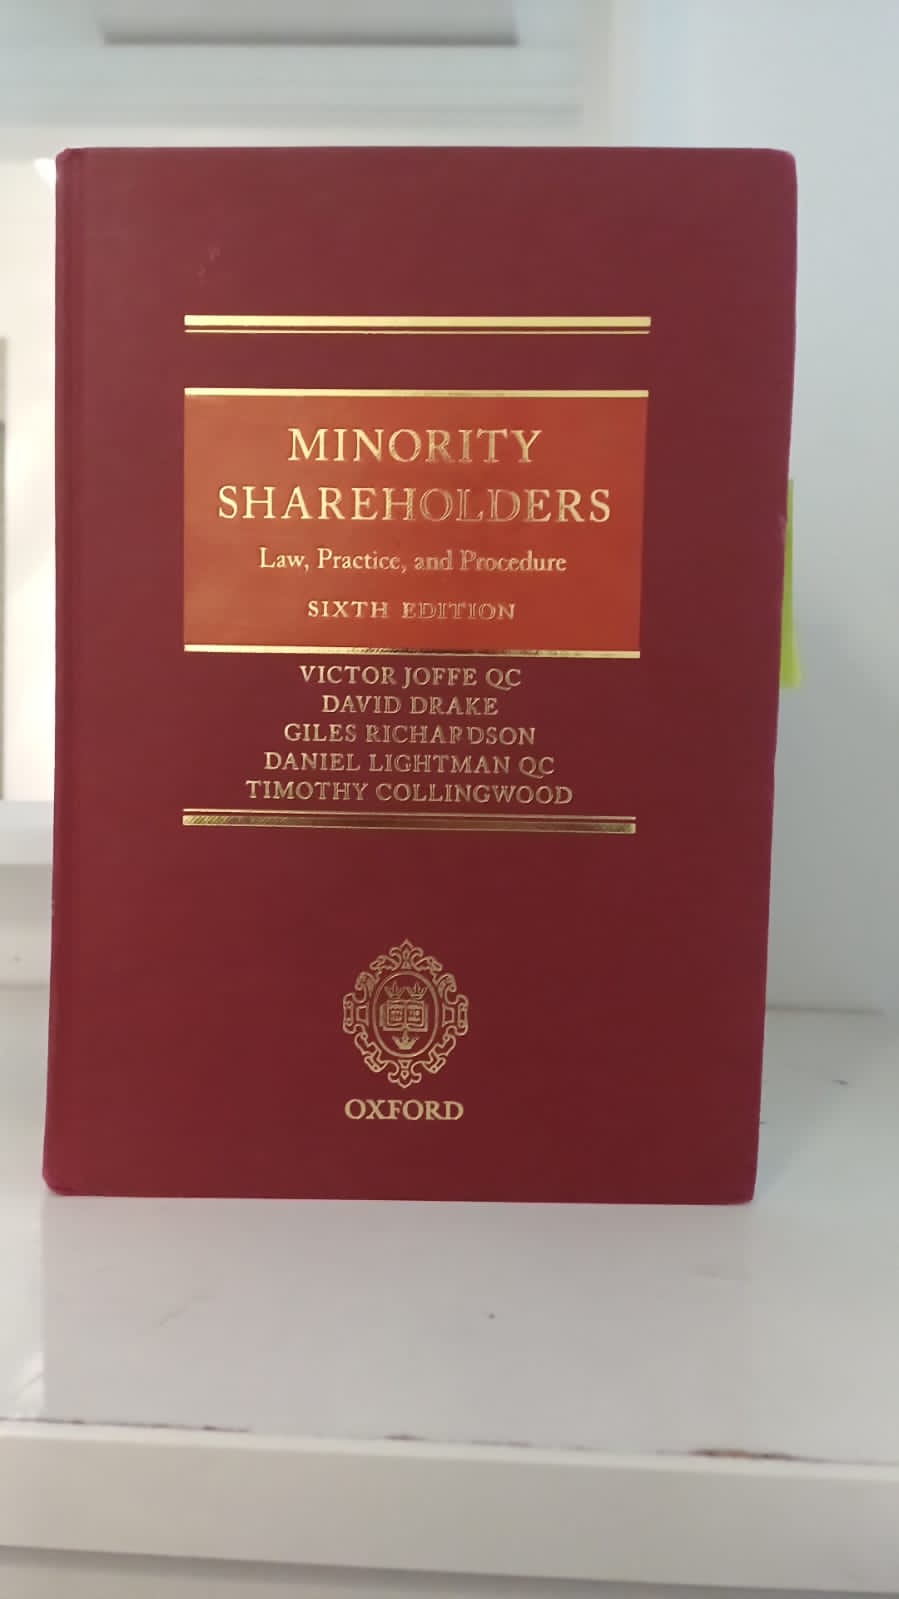 MINORITY
SHAREHOLDERS
Law, Practice, and Procedure
SIXTH EDITION
VICTOR JOFFE QC
DAVID DRAKE
GILES RICHARDSON
DANIEL LIGHTMAN QC
TIMOTHY COLLINGWOOD
OXFORD